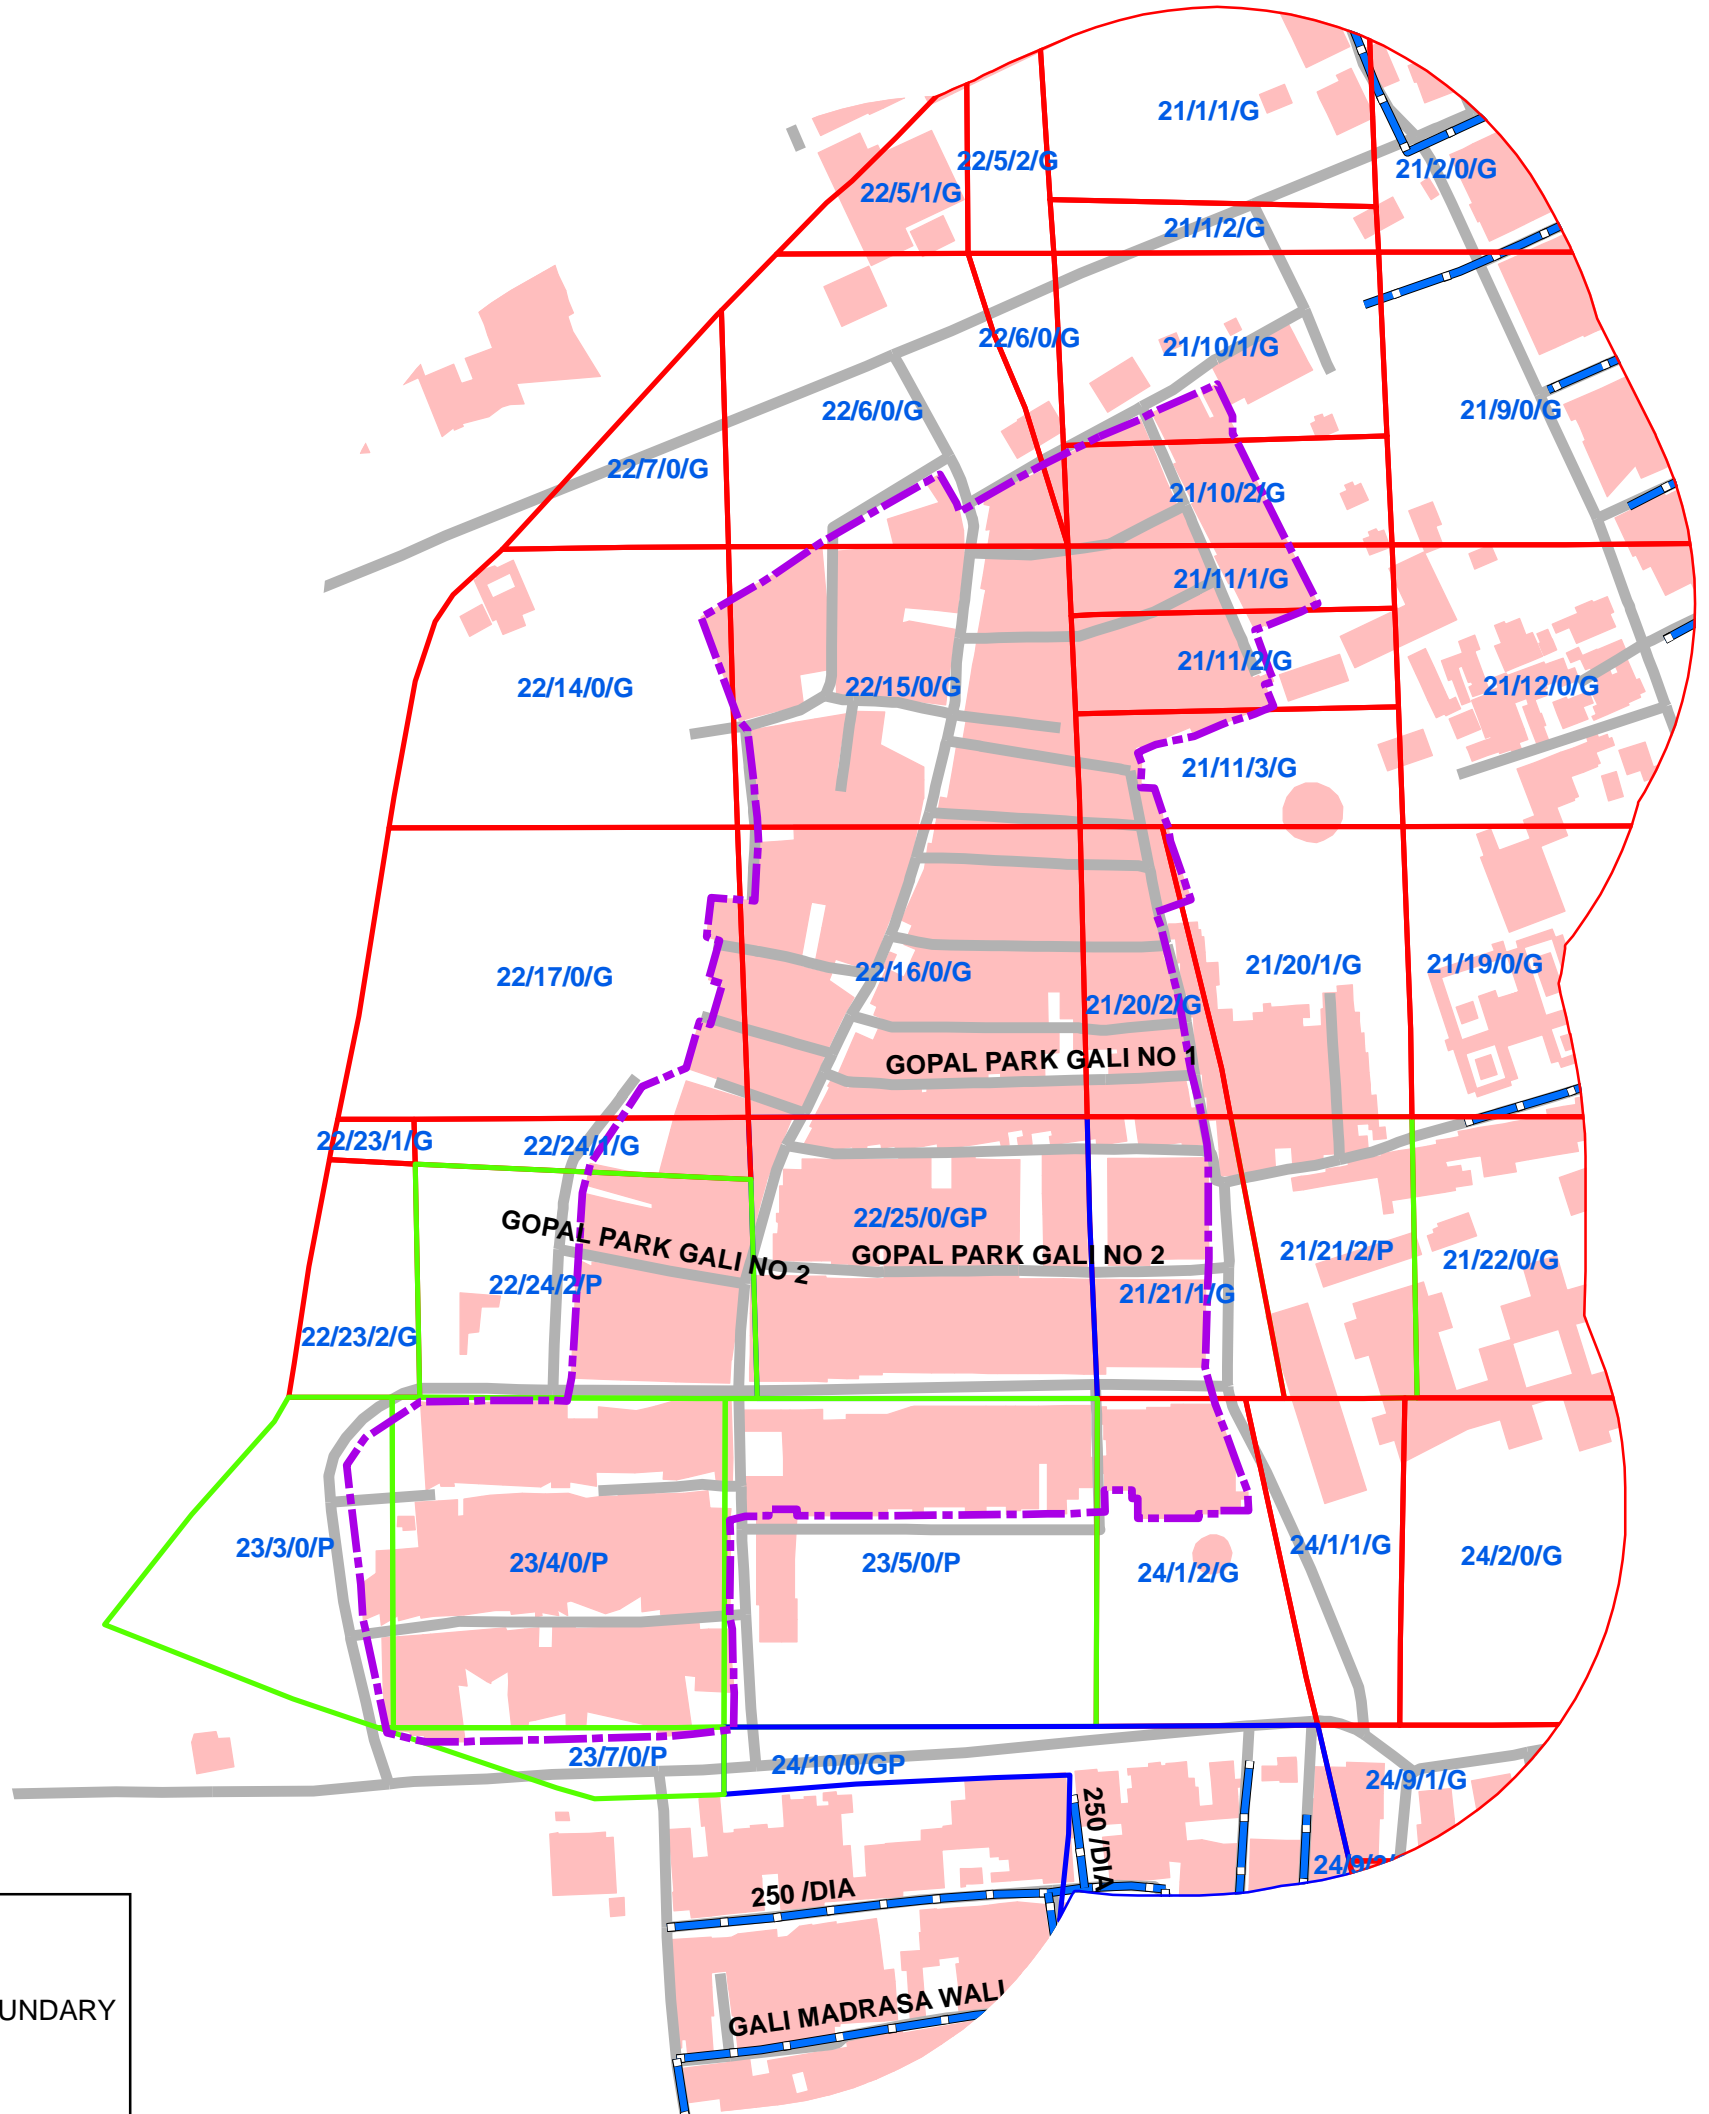 21/1/1/G
22/5/2/G
21/2/0/G
22/5/1/G
21/1/2/G
22/6/0/G
21/10/1/G
22/6/0/G
21/9/0/G
22/7/0/G
21/10/2/G
21/11/1/G
21/11/2/G
22/14/0/G
22/15/0/G
21/12/0/G
21/11/3/G
22/17/0/G
22/16/0/G
21/20/1/G
21/19/0/G
21/20/2/G
GOPAL PARK GALI NO 1
22/23/1/G
22/24/1/G
22/25/0/GP
GOPAL PARK GALI NO 2
GOPAL PARK GALI NO 2
21/21/2/P
21/22/0/G
22/24/2/P
21/21/1/G
22/23/2/G
23/3/0/P
23/4/0/P
23/5/0/P
24/1/2/G
24/1/1/G
24/2/0/G
23/7/0/P
24/10/0/GP
24/9/1/G
250 /DIA
250 /DIA
GALI MADRASA WALI
UNDARY